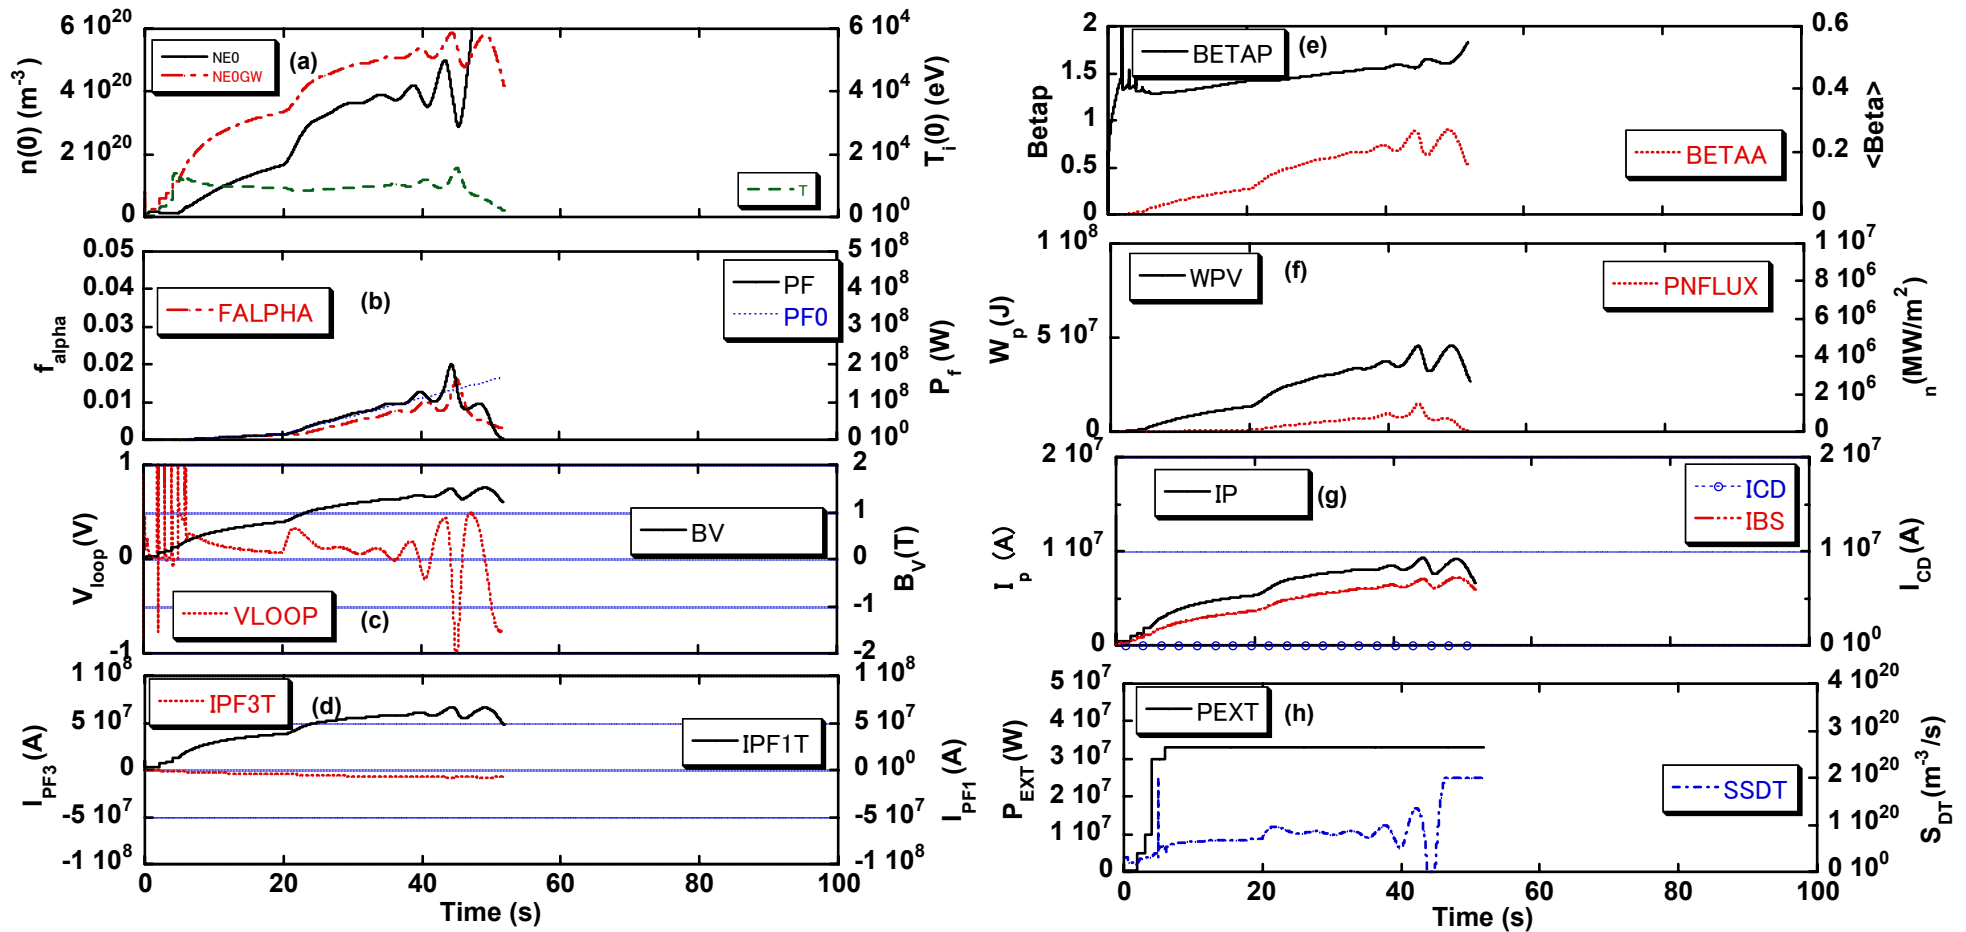 6 10^20
4 10^20
2 10^20
0
n(0) (m^-3)
NE0
NE0GW
(a)
T
6 10^4
4 10^4
2 10^4
0 10^0
T_i(0) (eV)
0.05
0.04
0.03
0.02
0.01
0
f_alpha
FALPHA
(b)
PF
PF0
5 10^8
4 10^8
3 10^8
2 10^8
1 10^8
0 10^0
P_f (W)
1
0.5
0
-0.5
-1
V_loop(V)
VLOOP
(c)
BV
2
1
0
-1
-2
B_V(T)
1 10^8
5 10^7
0
-5 10^7
-1 10^8
I_PF3(A)
IPF3T
(d)
IPF1T
1 10^8
5 10^7
0 10^0
-5 10^7
-1 10^8
I_PF1(A)
0 20 40 60 80 100
Time (s)
2
1.5
1
0.5
0
Betap
BETAP
(e)
BETAA
0.6
0.4
0.2
0
<Beta>
1 10^8
5 10^7
0
W_p(J)
WPV
(f)
PNFLUX
1 10^7
8 10^6
6 10^6
4 10^6
2 10^6
0
n(MW/m^2)
2 10^7
1 10^7
0
I_p (A)
IP
(g)
ICD
IBS
2 10^7
1 10^7
0 10^0
I_CD(A)
5 10^7
4 10^7
3 10^7
2 10^7
1 10^7
0
P_EXT(W)
PEXT
(h)
SSDT
4 10^20
3 10^20
2 10^20
1 10^20
0 10^0
S_DT(m^-3/s)
0 20 40 60 80 100
Time (s)